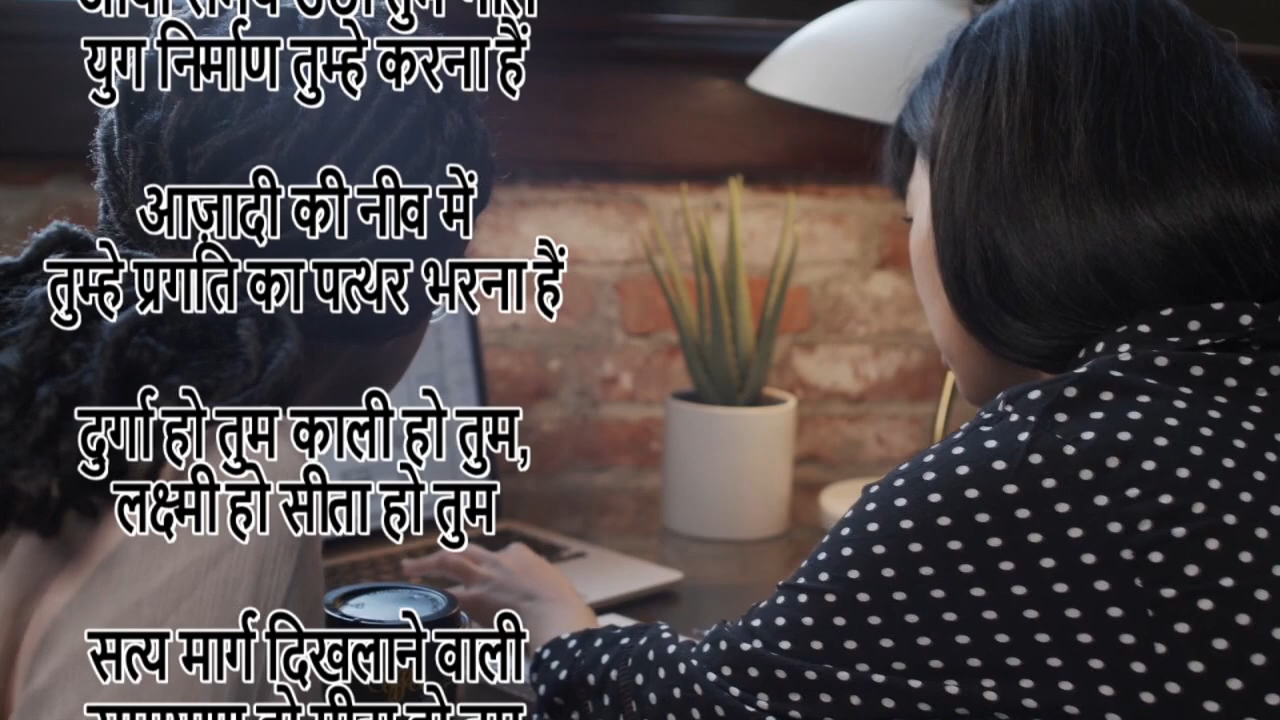 युग निर्माण तुम्हे करना हैं
आज़ादी की नीव में
तुम्हे प्रगति का पत्थर भरना हैं
दुर्गा हो तुम काली हो तुम,
लक्ष्मी हो सीता हो तुम
सत्य मार्ग दिखलाने वाली